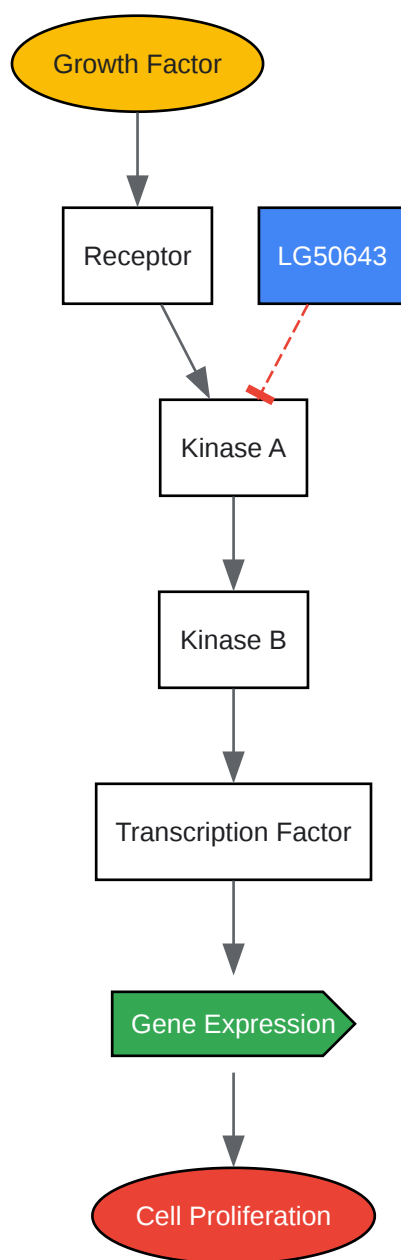 Growth Factor
Receptor
LG50643
Kinase A
Kinase B
Transcription Factor
Gene Expression
Cell Proliferation